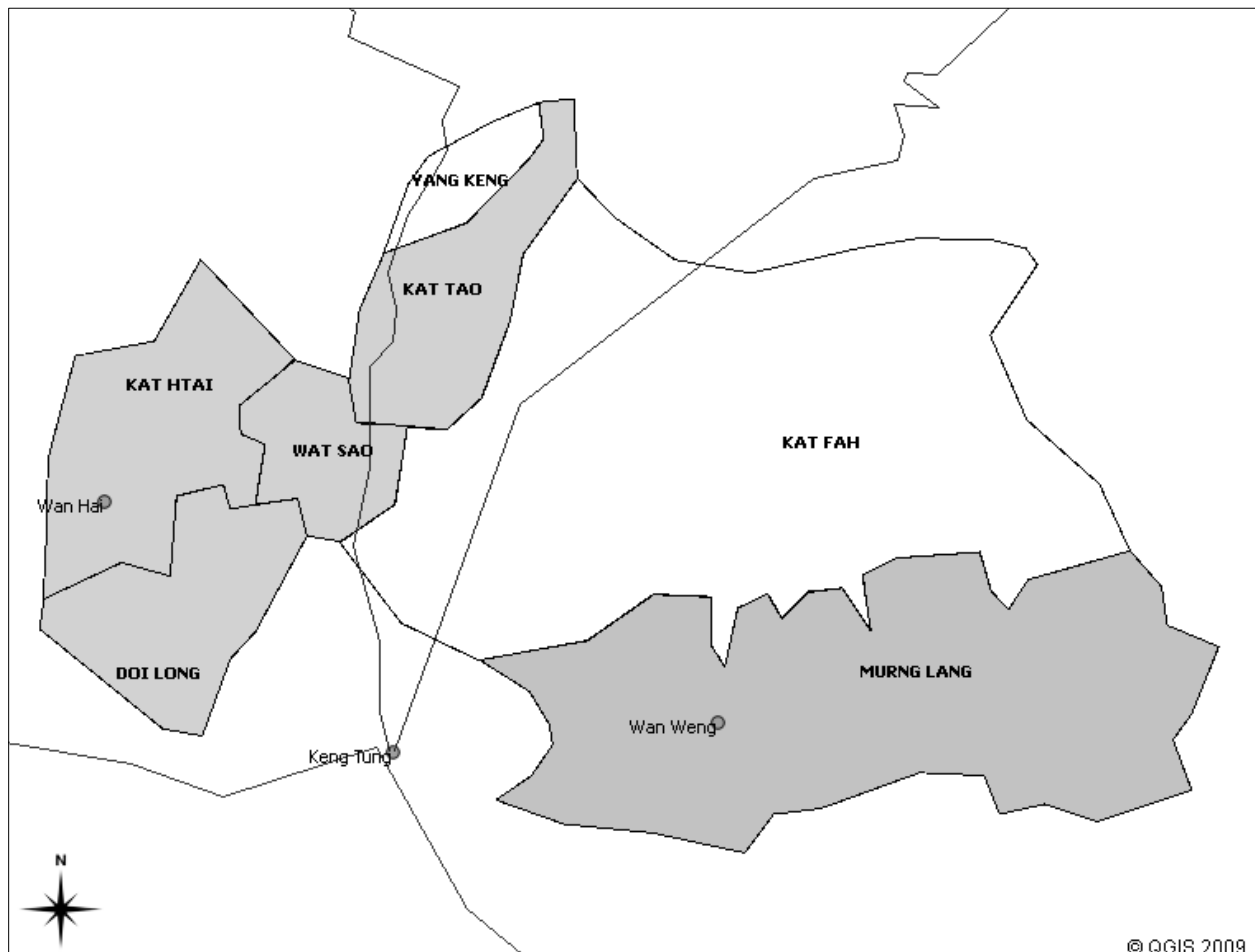 YANG KENG
KAT TAO
KAT HTAI
KAT FAH
WAT SAO
Wan Hai
DOI LONG
MURNG LANG
Wan Weng
Keng Tung
N
© QGIS 2009